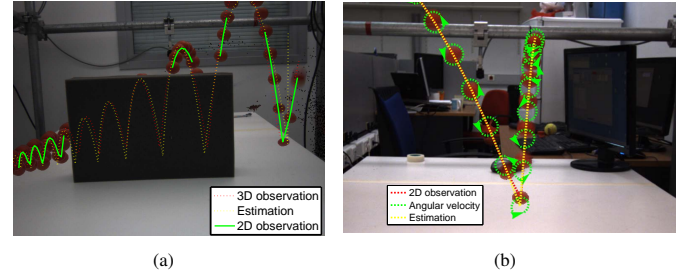 3D observation
Estimation
2D observation
2D observation
Angular velocity
Estimation
(a)
(b)